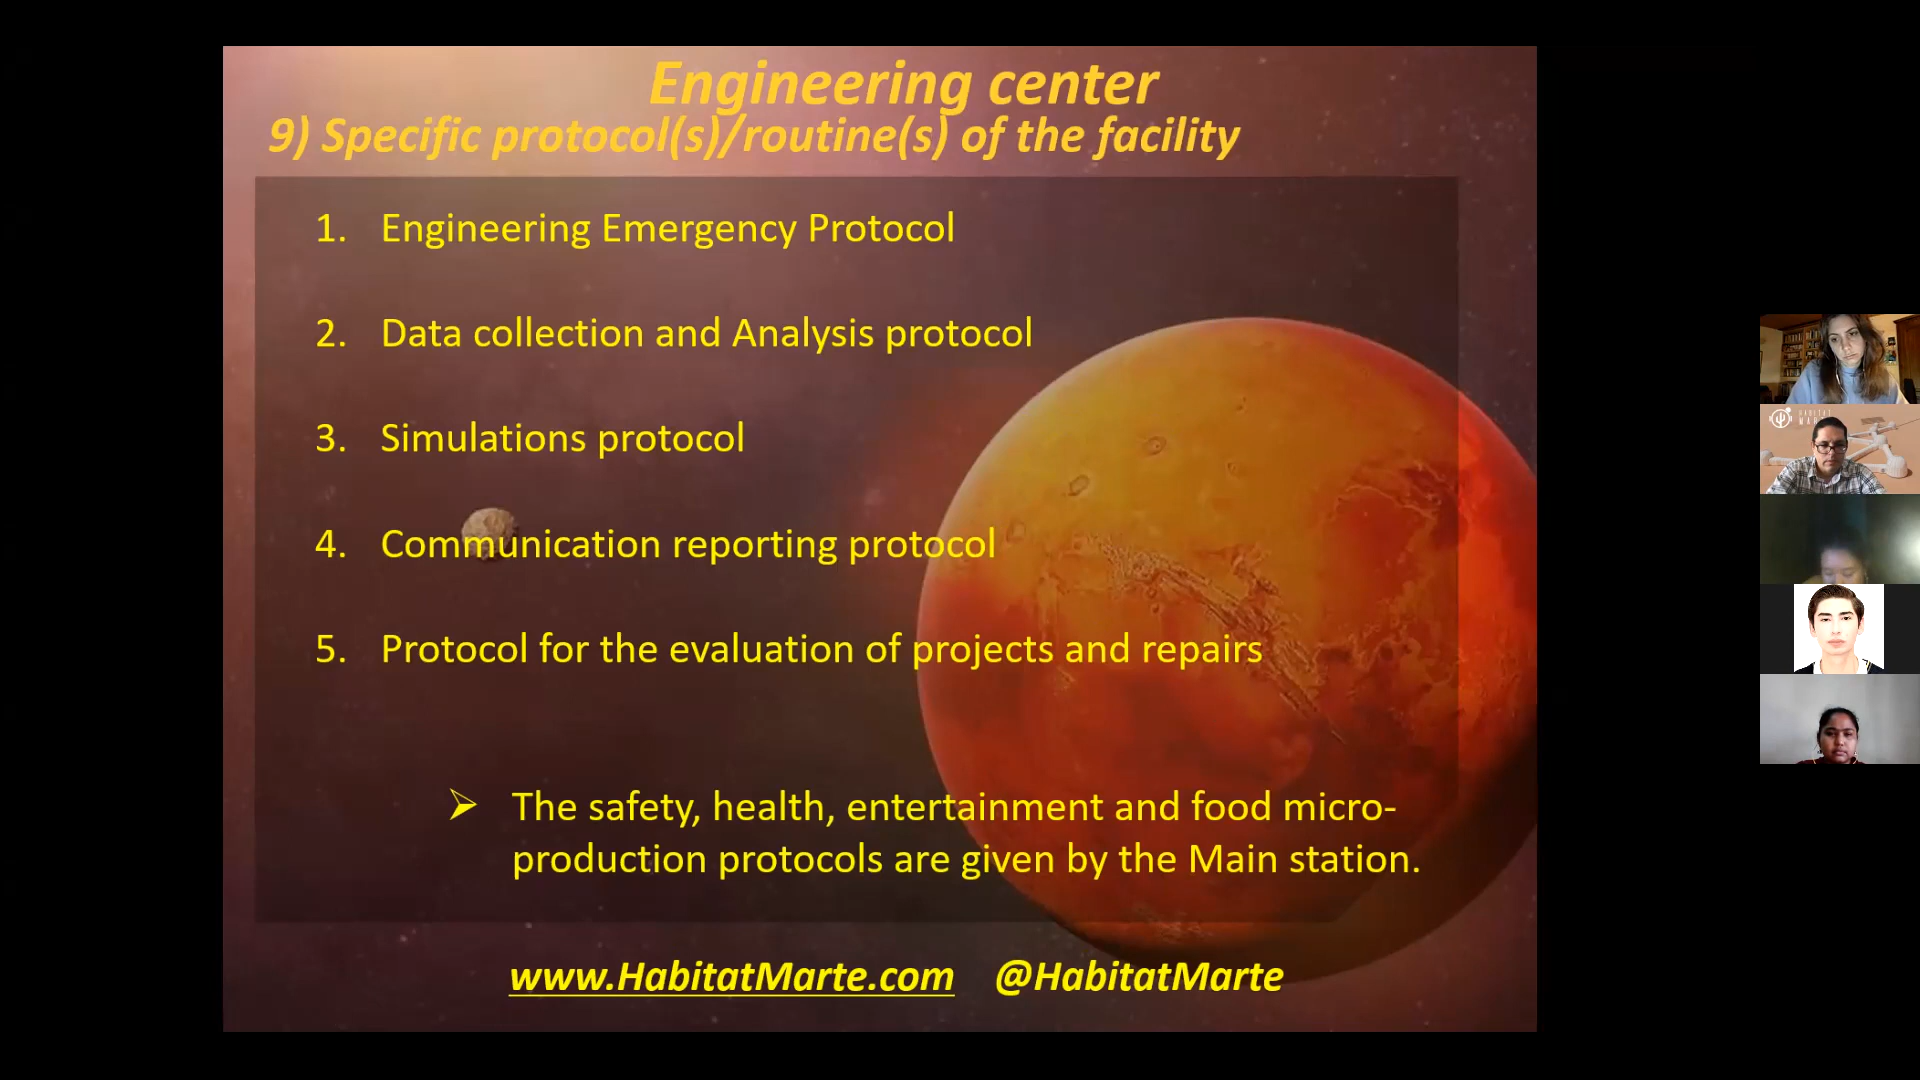 Engineering center
9) Specific protocol(s)/routine(s) of the facility
1. Engineering Emergency Protocol
2. Data collection and Analysis protocol
3. Simulations protocol
4. Communication reporting protocol
5. Protocol for the evaluation of projects and repairs
➢ The safety, health, entertainment and food micro-
production protocols are given by the Main station.
www.HabitatMarte.com @HabitatMarte
HABITAT